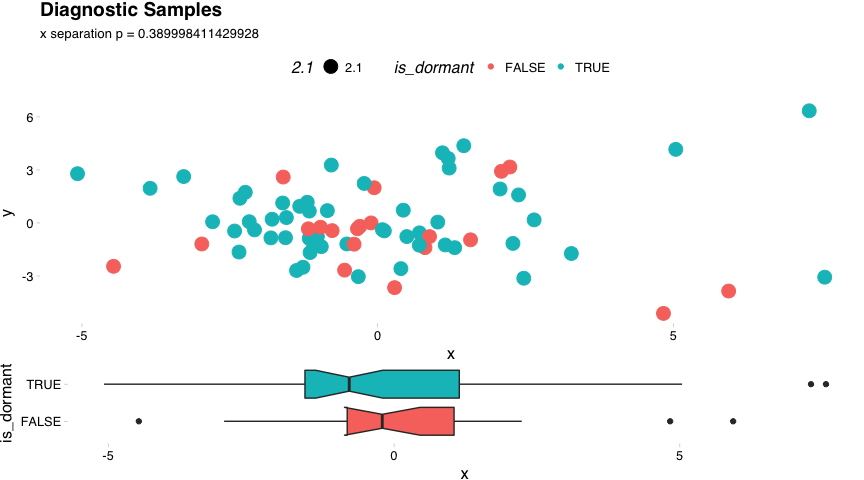 Diagnostic Samples
x separation p = 0.389998411429928
2.1 2.1 is_dormant FALSE TRUE
6
3
0
-3
y
-5 0 5
x
TRUE
FALSE
is_dormant
-5 0 5
x